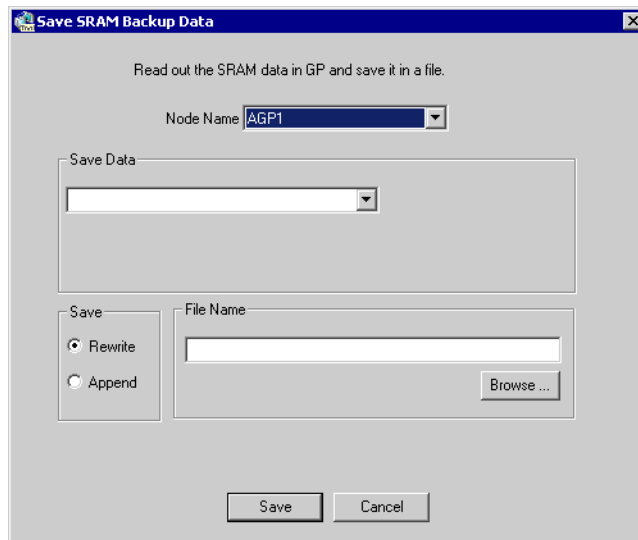 Save SRAM Backup Data
Read out the SRAM data in GP and save it in a file.
Node Name AGP1
Save Data
Save
Rewrite
Append
File Name
Browse ...
Save
Cancel